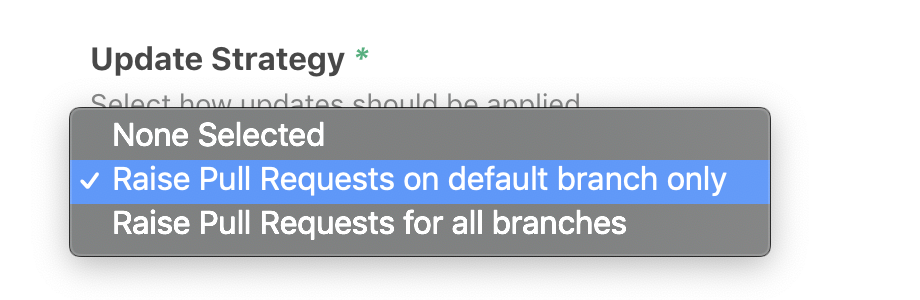 Update Strategy *
Select how updates should be applied
None Selected
✓ Raise Pull Requests on default branch only
Raise Pull Requests for all branches